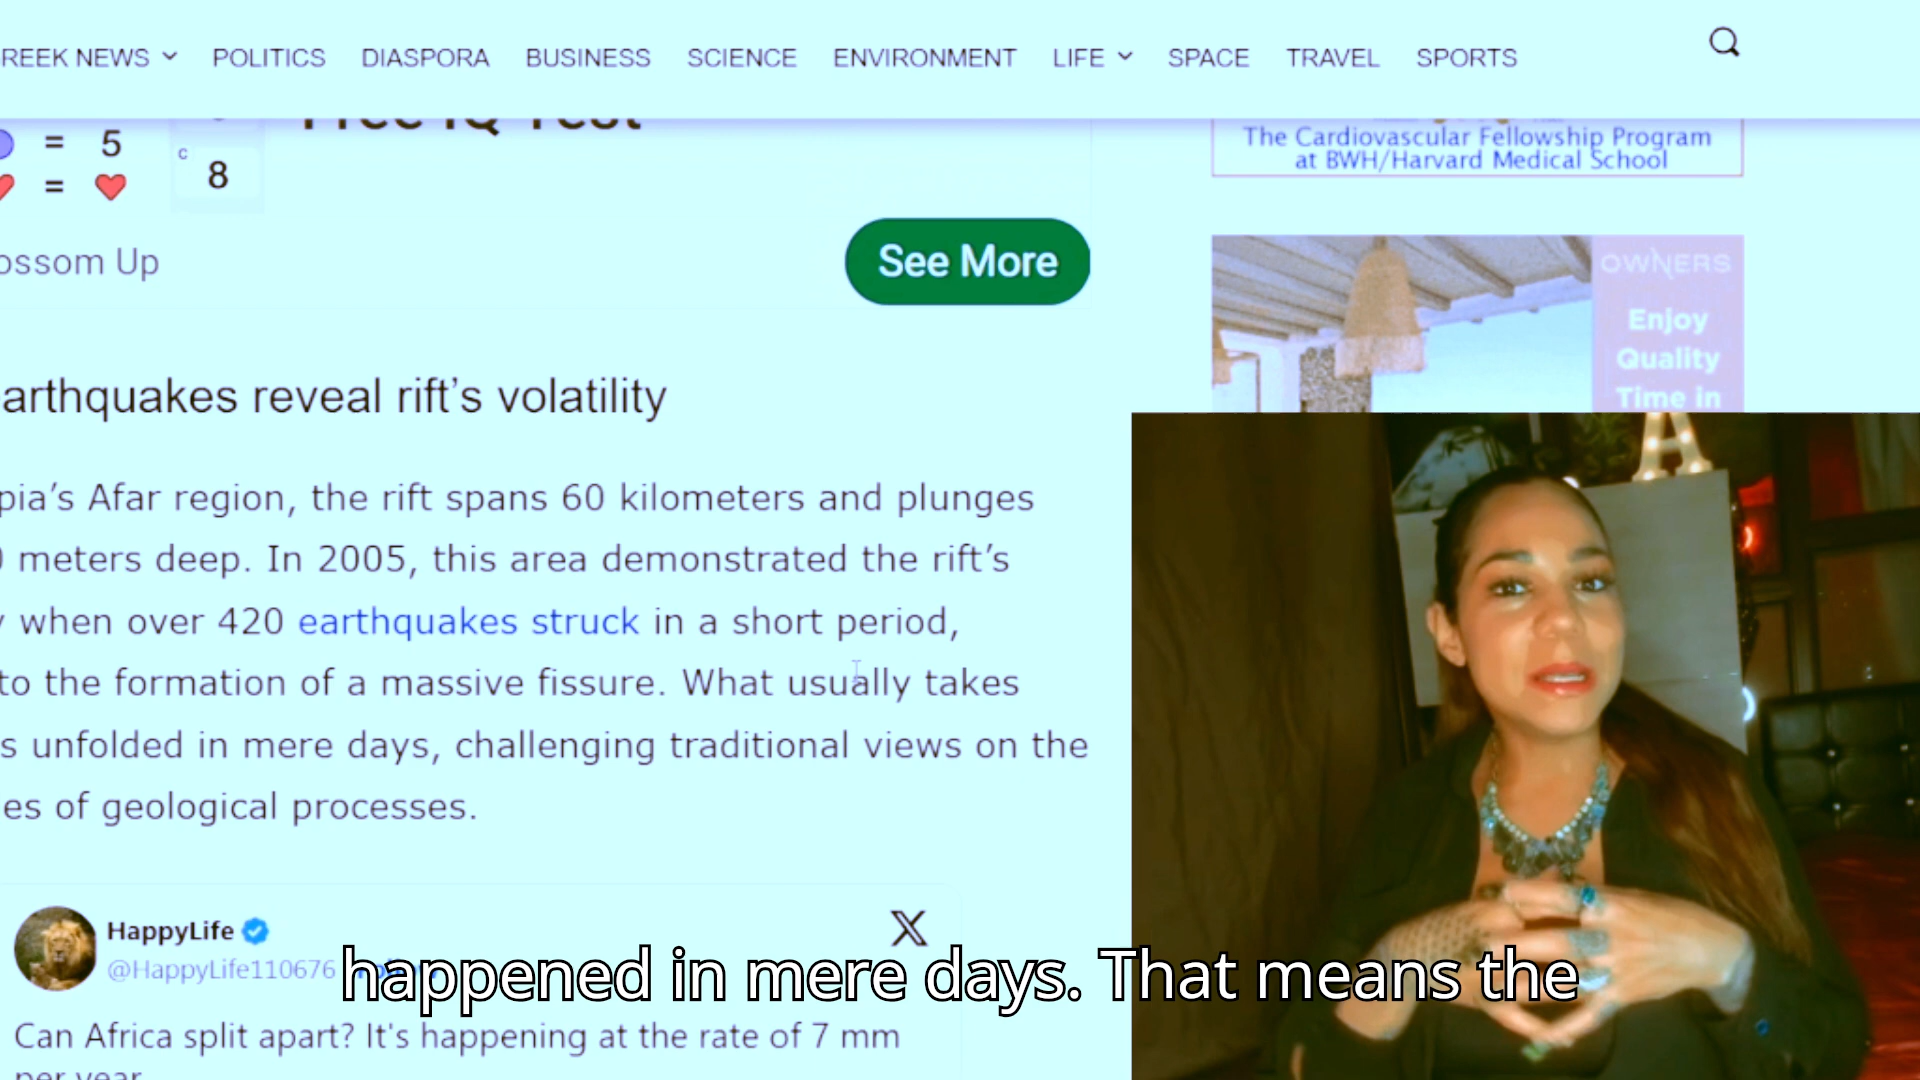 REEK NEWS POLITICS DIASPORA BUSINESS SCIENCE ENVIRONMENT LIFE SPACE TRAVEL SPORTS
Free IQ Test
= 5
=
C
8
ossom Up
See More
The Cardiovascular Fellowship Program
at BWH/Harvard Medical School
OWNERS
Enjoy
Quality
Time in
arthquakes reveal rift's volatility
pia's Afar region, the rift spans 60 kilometers and plunges
meters deep. In 2005, this area demonstrated the rift's
when over 420 earthquakes struck in a short period,
to the formation of a massive fissure. What usually takes
s unfolded in mere days, challenging traditional views on the
es of geological processes.
A
HappyLife
X
@HappyLife110676
happened in mere days. That means the
Can Africa split apart? It's happening at the rate of 7 mm
per year